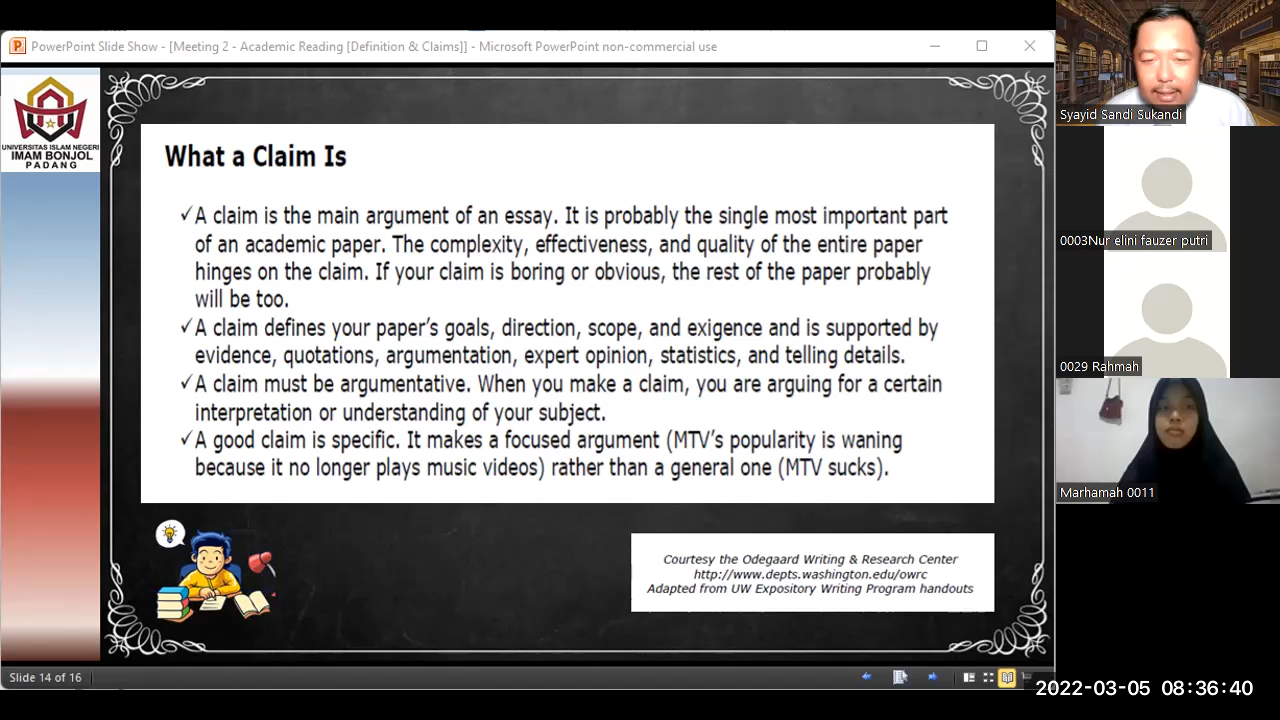 PowerPoint Slide Show - [Meeting 2 - Academic Reading [Definition & Claims]] - Microsoft PowerPoint non-commercial use
UNIVERSITAS ISLAM NEGERI
IMAM BONJOL
PADANG
What a Claim Is
✓A claim is the main argument of an essay. It is probably the single most important part
of an academic paper. The complexity, effectiveness, and quality of the entire paper
hinges on the claim. If your claim is boring or obvious, the rest of the paper probably
will be too.
✓A claim defines your paper's goals, direction, scope, and exigence and is supported by
evidence, quotations, argumentation, expert opinion, statistics, and telling details.
✓A claim must be argumentative. When you make a claim, you are arguing for a certain
interpretation or understanding of your subject.
✓A good claim is specific. It makes a focused argument (MTV's popularity is waning
because it no longer plays music videos) rather than a general one (MTV sucks).
Courtesy the Odegaard Writing & Research Center
http://www.depts.washington.edu/owrc
Adapted from UW Expository Writing Program handouts
Slide 14 of 16
Syayid Sandi Sukandi
0003Nur elini fauzer putri
0029 Rahmah
Marhamah 0011
2022-03-05 08:36:40